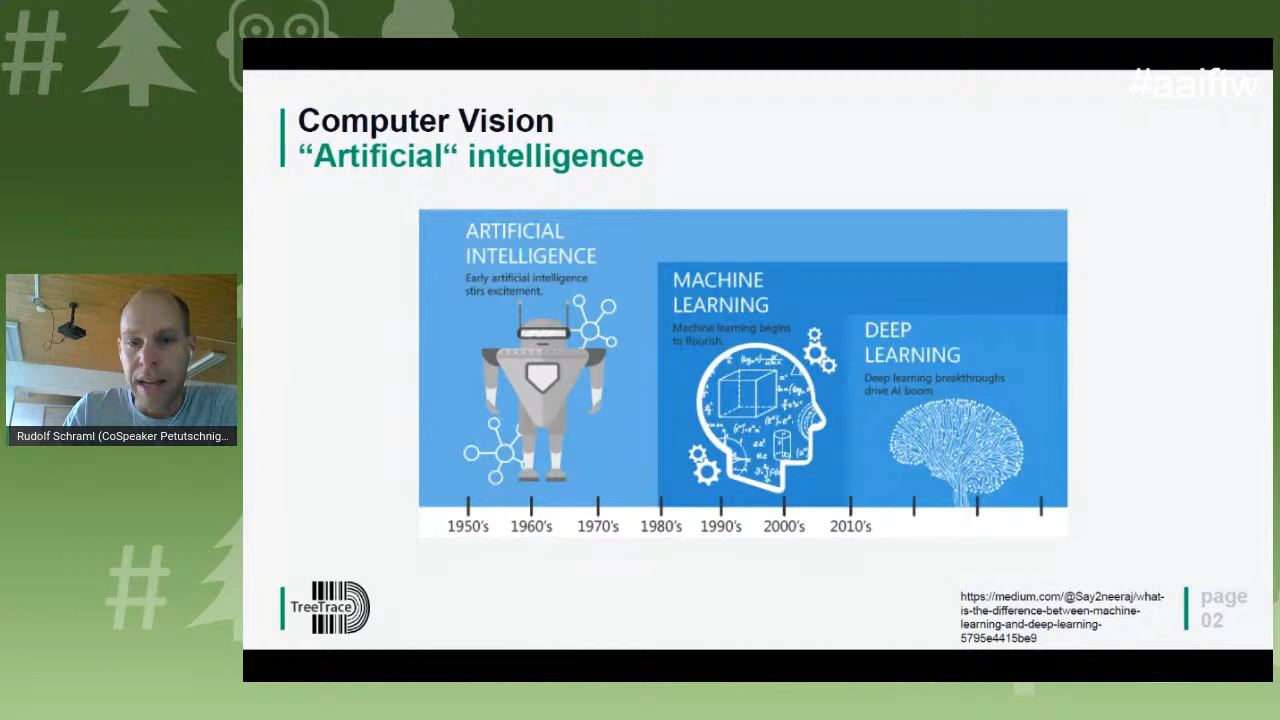 #aaiftw
Computer Vision
“Artificial“ intelligence
ARTIFICIAL
INTELLIGENCE
Early artificial intelligence
stirs excitement.
MACHINE
LEARNING
Machine learning begins
to flourish.
DEEP
LEARNING
Deep learning breakthroughs
drive AI boom.
1950's 1960's 1970's 1980's 1990's 2000's 2010's
Rudolf Schraml (CoSpeaker Petutschnig...
TreeTrace
https://medium.com/@Say2neeraj/what-
is-the-difference-between-machine-
learning-and-deep-learning-
5795e4415be9
page
02